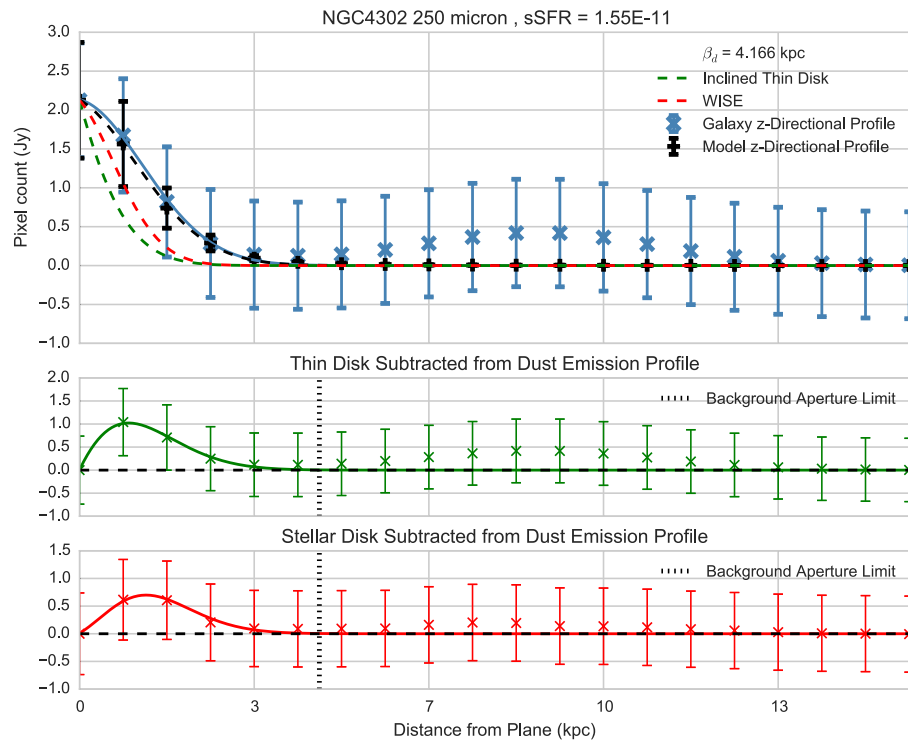 NGC4302 250 micron , sSFR = 1.55E-11
3.0
2.5
2.0
1.5
1.0
0.5
0.0
−0.5
−1.0
Pixel count (Jy)
β_d = 4.166 kpc
Inclined Thin Disk
WISE
Galaxy z-Directional Profile
Model z-Directional Profile
Thin Disk Subtracted from Dust Emission Profile
2.0
1.5
1.0
0.5
0.0
−0.5
−1.0
Background Aperture Limit
Stellar Disk Subtracted from Dust Emission Profile
1.5
1.0
0.5
0.0
−0.5
−1.0
Background Aperture Limit
0 3 7 10 13
Distance from Plane (kpc)